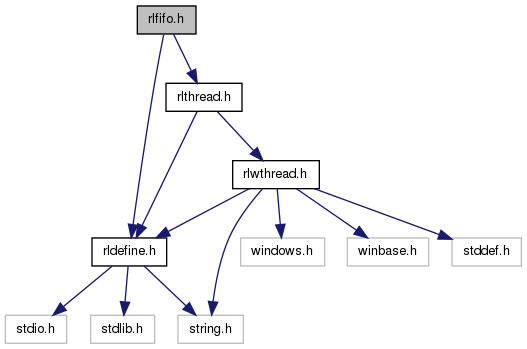 rlfifo.h
rlthread.h
rlwthread.h
rldefine.h
windows.h
winbase.h
stddef.h
stdio.h
stdlib.h
string.h